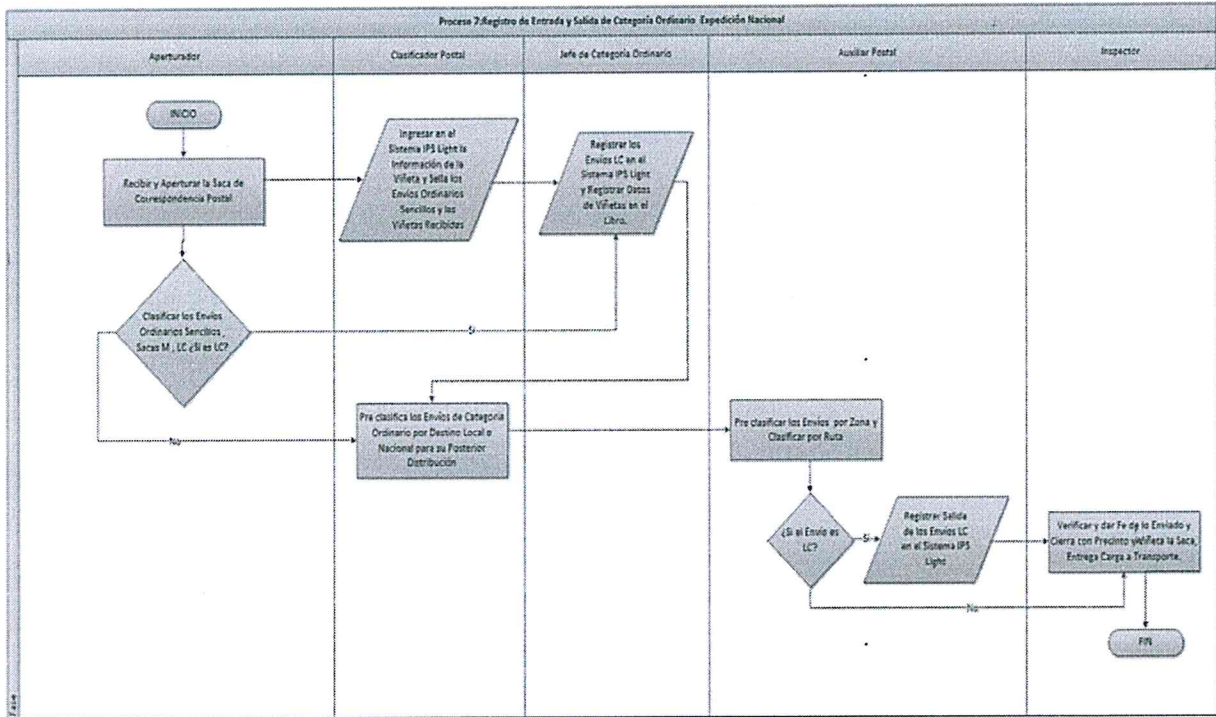 Proceso 7:Registro de Entrada y Salida de Categoría Ordinario Expedición Nacional
Aperturador
Clasificador Postal
Jefe de Categoría Ordinario
Auxiliar Postal
Inspector
INICIO
Recibir y Aperturar la Saca de
Correspondencia Postal
Ingresar en el
Sistema IPS Light la
Información de la
Viñeta y Sella los
Envíos Ordinarios
Sencillos y las
Viñetas Recibidas
Registrar los
Envíos LC en el
Sistema IPS Light
y Registrar Datos
de Viñetas en el
Libro.
Clasificar los Envíos
Ordinarios Sencillos ,
Sacas M , LC ¿Si es LC?
Si
No
Pre clasifica los Envíos de Categoría
Ordinario por Destino Local o
Nacional para su Posterior
Distribución
Pre clasificar los Envíos por Zona y
Clasificar por Ruta
¿Si el Envío es
LC?
Si
Registrar Salida
de los Envíos LC
en el Sistema IPS
Light
Verificar y dar Fe de lo Enviado y
Cierra con Precinto y Viñeta la Saca,
Entrega Carga a Transporte.
No
FIN
Fase